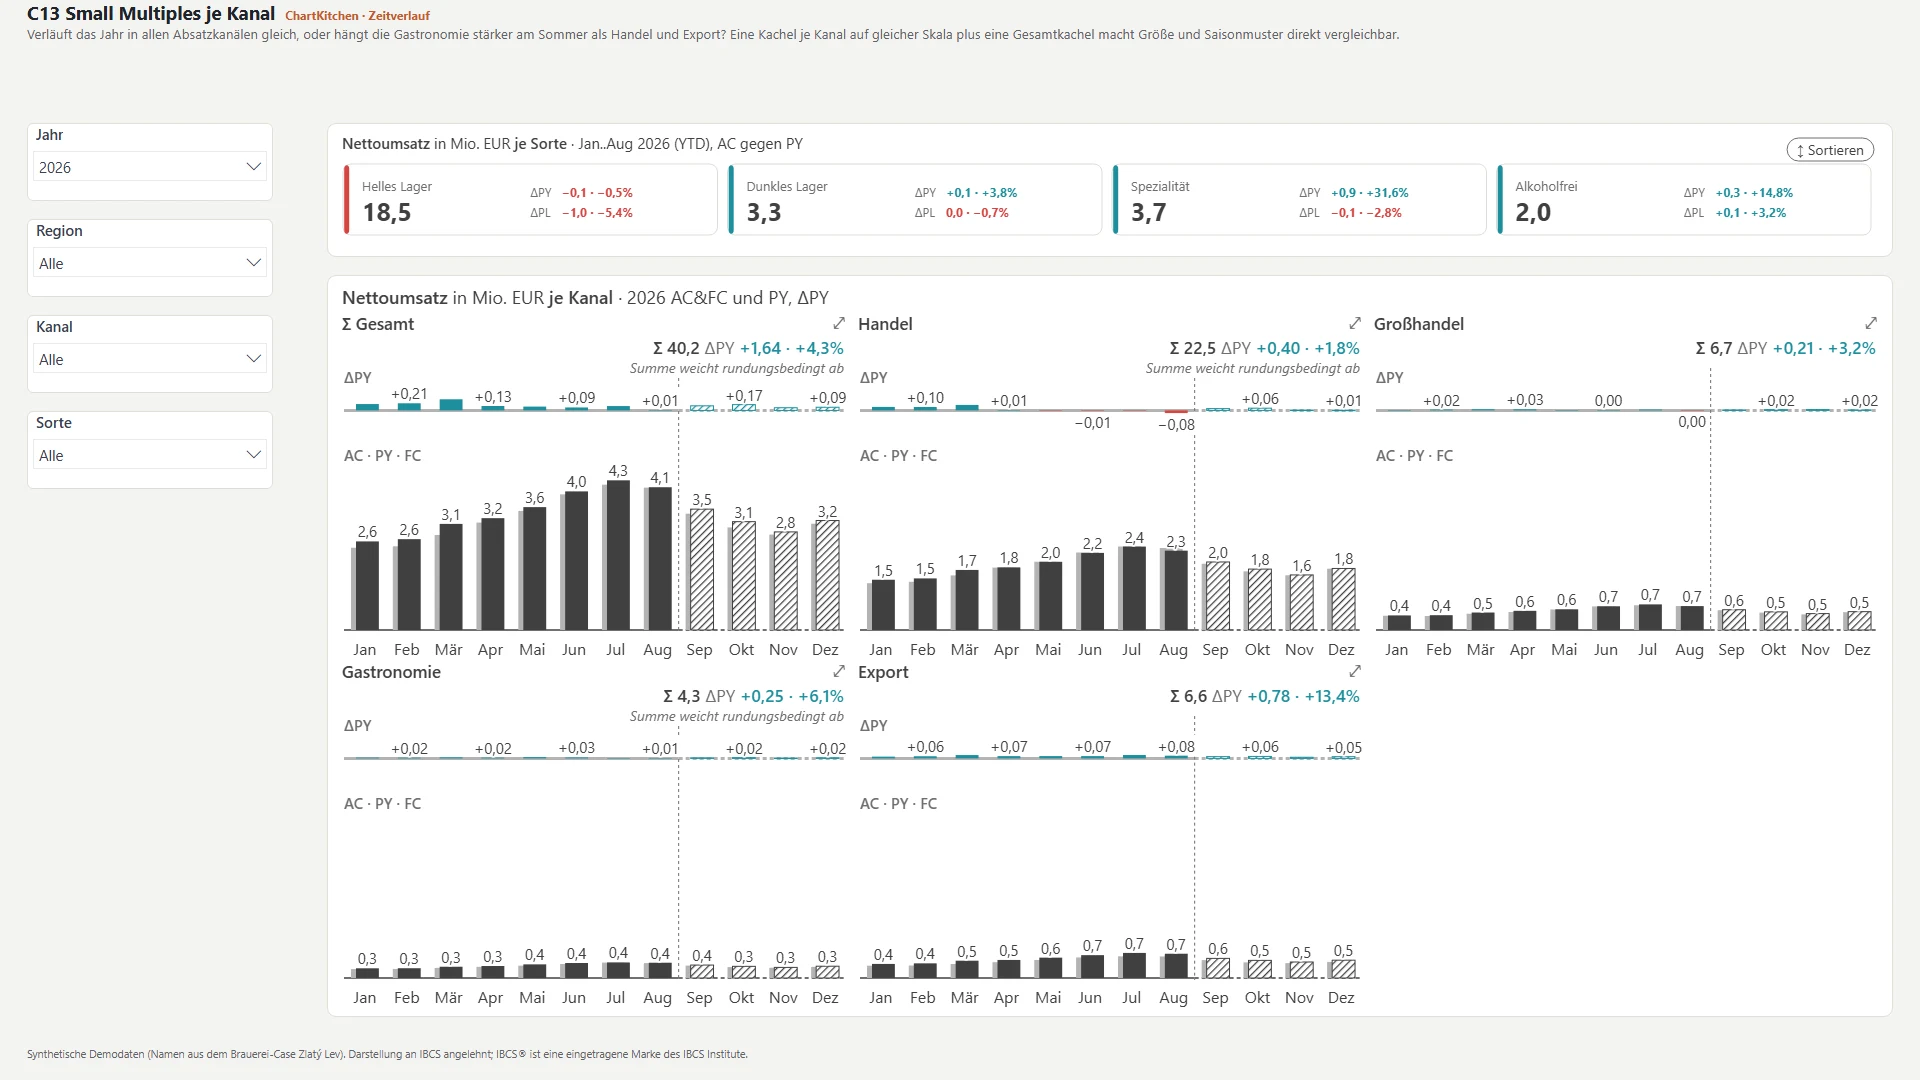 C13 Small Multiples je Kanal ChartKitchen · Zeitverlauf
Verläuft das Jahr in allen Absatzkanälen gleich, oder hängt die Gastronomie stärker am Sommer als Handel und Export? Eine Kachel je Kanal auf gleicher Skala plus eine Gesamtkachel macht Größe und Saisonmuster direkt vergleichbar.
Jahr
2026
Region
Alle
Kanal
Alle
Sorte
Alle
Nettoumsatz in Mio. EUR je Sorte · Jan..Aug 2026 (YTD), AC gegen PY
↕ Sortieren
Helles Lager
18,5
ΔPY −0,1 · −0,5%
ΔPL −1,0 · −5,4%
Dunkles Lager
3,3
ΔPY +0,1 · +3,8%
ΔPL 0,0 · −0,7%
Spezialität
3,7
ΔPY +0,9 · +31,6%
ΔPL −0,1 · −2,8%
Alkoholfrei
2,0
ΔPY +0,3 · +14,8%
ΔPL +0,1 · +3,2%
Nettoumsatz in Mio. EUR je Kanal · 2026 AC&FC und PY, ΔPY
Σ Gesamt
Σ 40,2 ΔPY +1,64 · +4,3%
Summe weicht rundungsbedingt ab
ΔPY
+0,21 +0,13 +0,09 +0,01 +0,17 +0,09
AC · PY · FC
2,6 2,6 3,1 3,2 3,6 4,0 4,3 4,1 3,5 3,1 2,8 3,2
Jan Feb Mär Apr Mai Jun Jul Aug Sep Okt Nov Dez
Handel
Σ 22,5 ΔPY +0,40 · +1,8%
Summe weicht rundungsbedingt ab
ΔPY
+0,10 +0,01 −0,01 −0,08 +0,06 +0,01
AC · PY · FC
1,5 1,5 1,7 1,8 2,0 2,2 2,4 2,3 2,0 1,8 1,6 1,8
Jan Feb Mär Apr Mai Jun Jul Aug Sep Okt Nov Dez
Großhandel
Σ 6,7 ΔPY +0,21 · +3,2%
ΔPY
+0,02 +0,03 0,00 0,00 +0,02 +0,02
AC · PY · FC
0,4 0,4 0,5 0,6 0,6 0,7 0,7 0,7 0,6 0,5 0,5 0,5
Jan Feb Mär Apr Mai Jun Jul Aug Sep Okt Nov Dez
Gastronomie
Σ 4,3 ΔPY +0,25 · +6,1%
Summe weicht rundungsbedingt ab
ΔPY
+0,02 +0,02 +0,03 +0,01 +0,02 +0,02
AC · PY · FC
0,3 0,3 0,3 0,3 0,4 0,4 0,4 0,4 0,4 0,3 0,3 0,3
Jan Feb Mär Apr Mai Jun Jul Aug Sep Okt Nov Dez
Export
Σ 6,6 ΔPY +0,78 · +13,4%
ΔPY
+0,06 +0,07 +0,07 +0,08 +0,06 +0,05
AC · PY · FC
0,4 0,4 0,5 0,5 0,6 0,7 0,7 0,7 0,6 0,5 0,5 0,5
Jan Feb Mär Apr Mai Jun Jul Aug Sep Okt Nov Dez
Synthetische Demodaten (Namen aus dem Brauerei-Case Zlatý Lev). Darstellung an IBCS angelehnt; IBCS® ist eine eingetragene Marke des IBCS Institute.